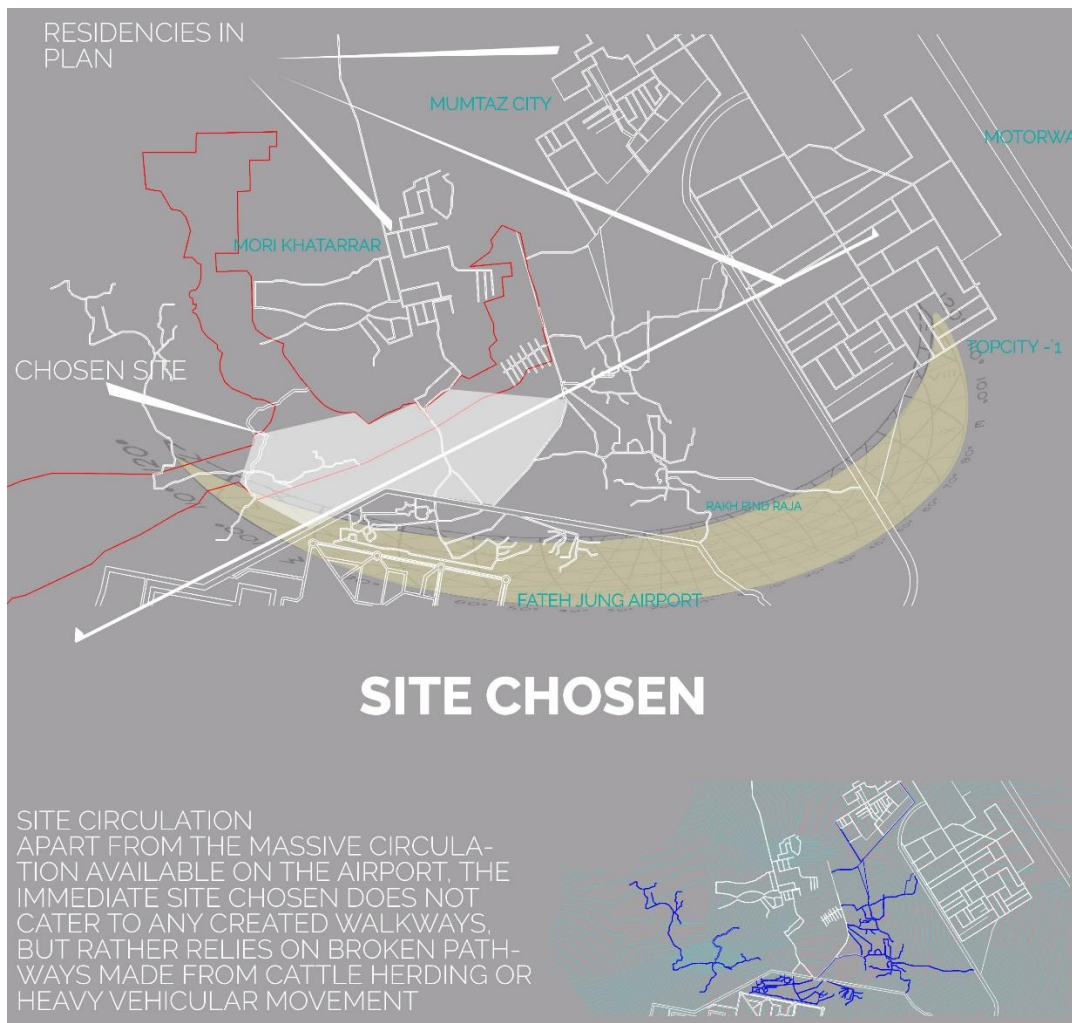 RESIDENCIES IN
PLAN
MUMTAZ CITY
MOTORWA
MORI KHATARRAR
CHOSEN SITE
TOPCITY -'1
RAKH BIND RAJA
FATEH JUNG AIRPORT
SITE CHOSEN
SITE CIRCULATION
APART FROM THE MASSIVE CIRCULA-
TION AVAILABLE ON THE AIRPORT, THE
IMMEDIATE SITE CHOSEN DOES NOT
CATER TO ANY CREATED WALKWAYS,
BUT RATHER RELIES ON BROKEN PATH-
WAYS MADE FROM CATTLE HERDING OR
HEAVY VEHICULAR MOVEMENT